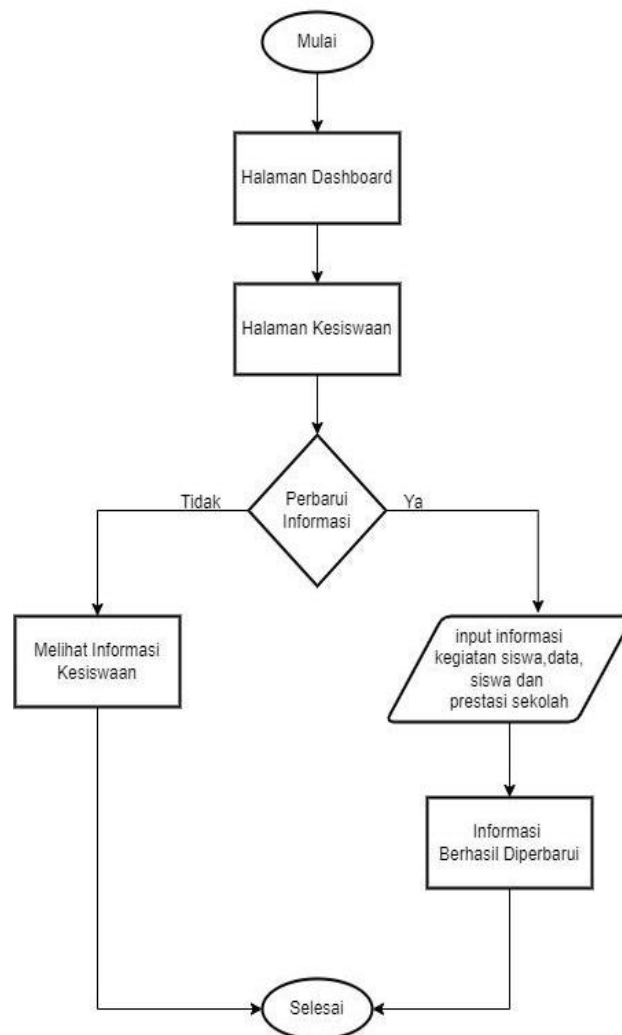 Mulai
Halaman Dashboard
Halaman Kesiswaan
Perbarui
Informasi
Tidak
Ya
Melihat Informasi
Kesiswaan
input informasi
kegiatan siswa,data,
siswa dan
prestasi sekolah
Informasi
Berhasil Diperbarui
Selesai